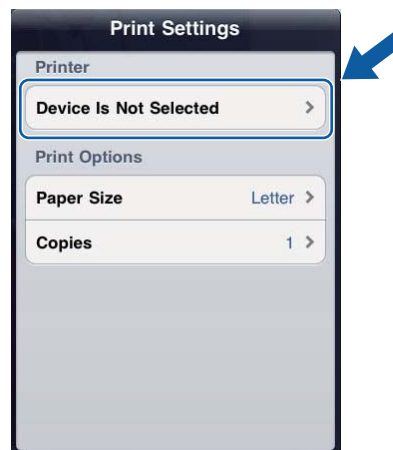 Print Settings
Printer
Device Is Not Selected
Print Options
Paper Size Letter
Copies 1